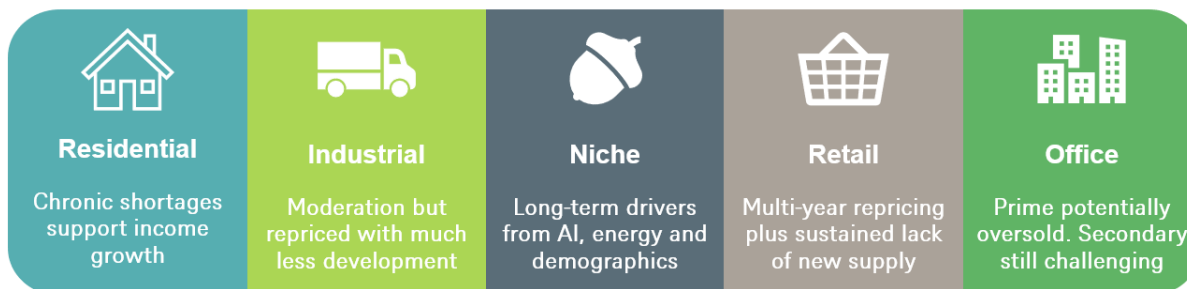 Residential
Chronic shortages
support income
growth
Industrial
Moderation but
repriced with much
less development
Niche
Long-term drivers
from AI, energy and
demographics
Retail
Multi-year repricing
plus sustained lack
of new supply
Office
Prime potentially
oversold. Secondary
still challenging